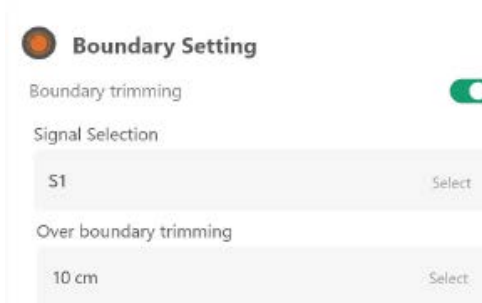 Boundary Setting
Boundary trimming
Signal Selection
S1 Select
Over boundary trimming
10 cm Select